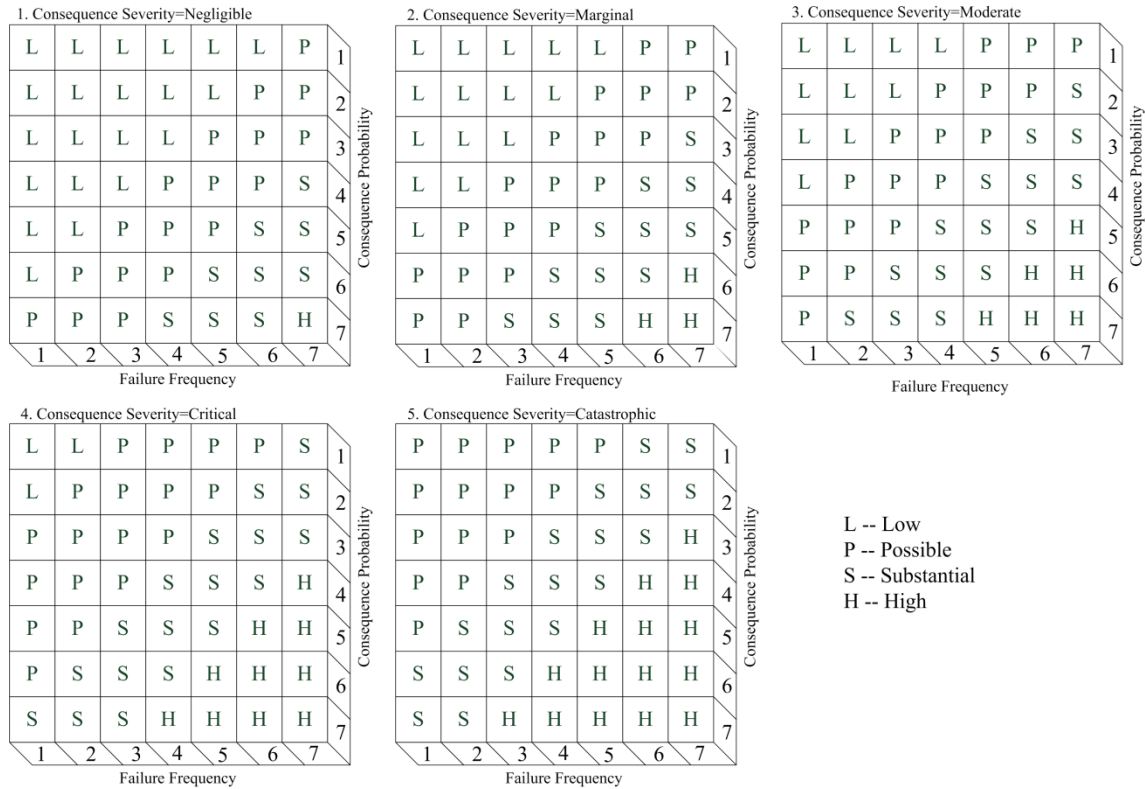 1. Consequence Severity=Negligible
L L L L L L P 1
L L L L L P P 2
L L L L P P P 3
L L L P P P S 4
L L P P P S S 5
L P P P S S S 6
P P P S S S H 7
1 2 3 4 5 6 7
Failure Frequency
Consequence Probability
2. Consequence Severity=Marginal
L L L L L P P 1
L L L L P P P 2
L L L P P P S 3
L L P P P S S 4
L P P P S S S 5
P P P S S S H 6
P P S S S H H 7
1 2 3 4 5 6 7
Failure Frequency
Consequence Probability
3. Consequence Severity=Moderate
L L L L P P P 1
L L L P P P S 2
L L P P P S S 3
L P P P S S S 4
P P P S S S H 5
P P S S S H H 6
P S S S H H H 7
1 2 3 4 5 6 7
Failure Frequency
Consequence Probability
4. Consequence Severity=Critical
L L P P P P S 1
L P P P P S S 2
P P P P S S S 3
P P P S S S H 4
P P S S S H H 5
P S S S H H H 6
S S S H H H H 7
1 2 3 4 5 6 7
Failure Frequency
Consequence Probability
5. Consequence Severity=Catastrophic
P P P P P S S 1
P P P P S S S 2
P P P S S S H 3
P P S S S H H 4
P S S S H H H 5
S S S H H H H 6
S S H H H H H 7
1 2 3 4 5 6 7
Failure Frequency
Consequence Probability
L -- Low
P -- Possible
S -- Substantial
H -- High